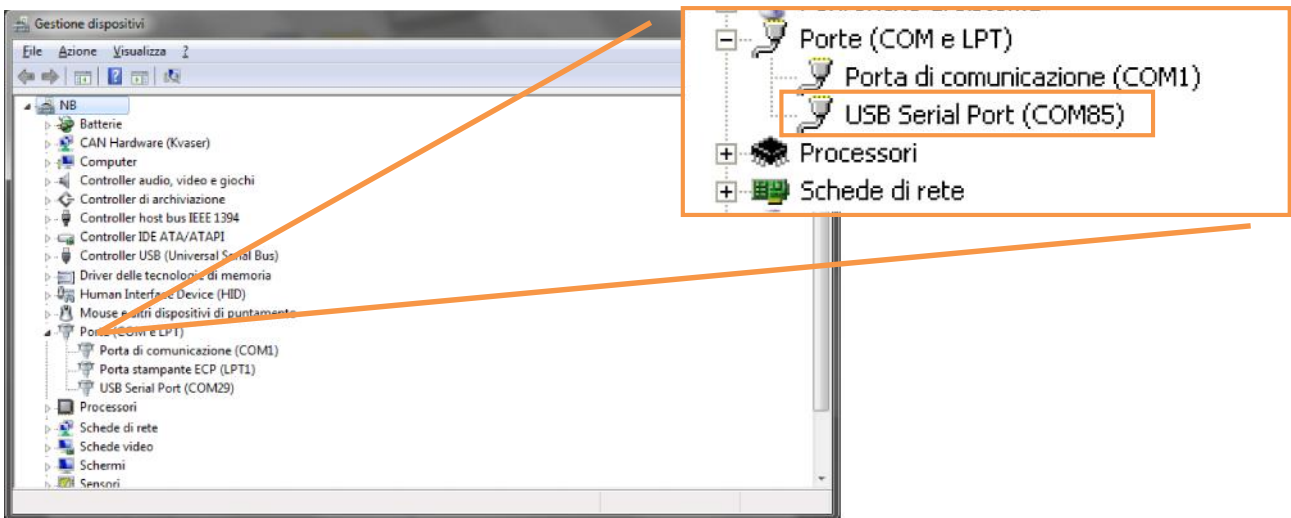 Gestione dispositivi
File Azione Visualizza ?
NB
Batterie
CAN Hardware (Kvaser)
Computer
Controller audio, video e giochi
Controller di archiviazione
Controller host bus IEEE 1394
Controller IDE ATA/ATAPI
Controller USB (Universal Serial Bus)
Driver delle tecnologie di memoria
Human Interface Device (HID)
Mouse e altri dispositivi di puntamento
Porte (COM e LPT)
Porta di comunicazione (COM1)
Porta stampante ECP (LPT1)
USB Serial Port (COM29)
Processori
Schede di rete
Schede video
Schermi
Sensori
Porte (COM e LPT)
Porta di comunicazione (COM1)
USB Serial Port (COM85)
Processori
Schede di rete